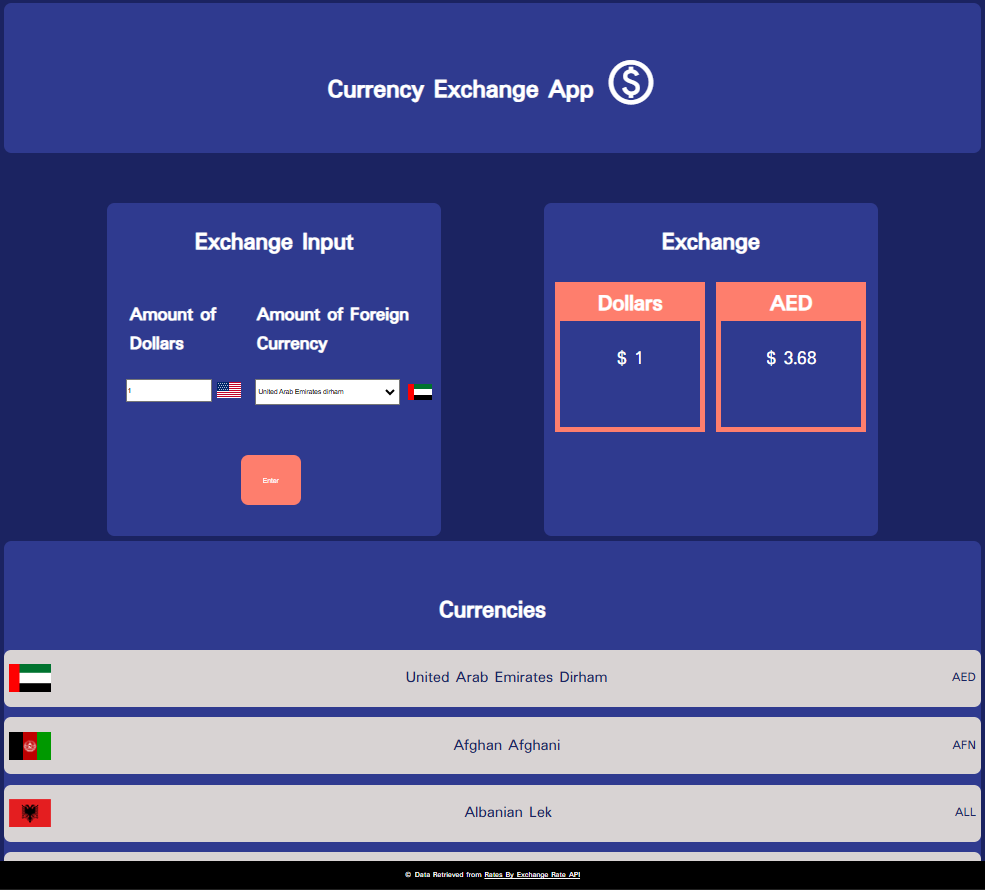 Currency Exchange App
Exchange Input
Amount of
Dollars
Amount of Foreign
Currency
1
United Arab Emirates dirham
Enter
Exchange
Dollars
AED
$ 1
$ 3.68
Currencies
United Arab Emirates Dirham
AED
Afghan Afghani
AFN
Albanian Lek
ALL
© Data Retrieved from Rates By Exchange Rate API